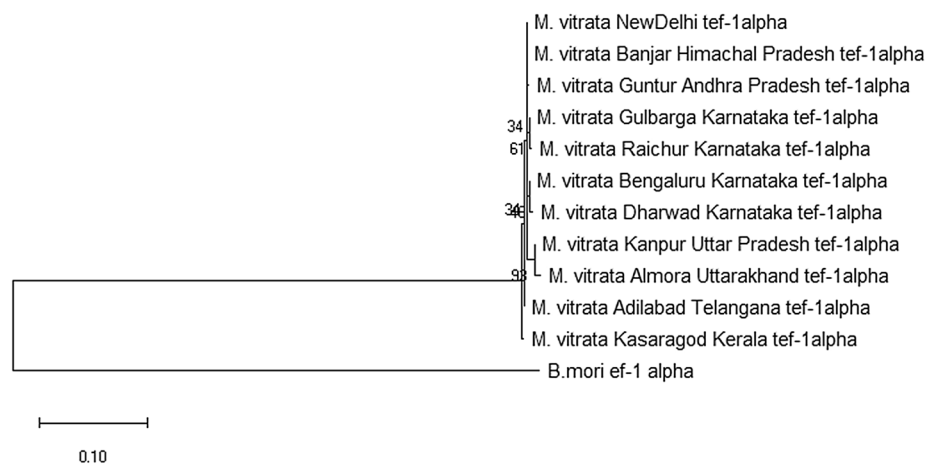 M. vitrata NewDelhi tef-1alpha
M. vitrata Banjar Himachal Pradesh tef-1alpha
M. vitrata Guntur Andhra Pradesh tef-1alpha
M. vitrata Gulbarga Karnataka tef-1alpha
34
61
M. vitrata Raichur Karnataka tef-1alpha
M. vitrata Bengaluru Karnataka tef-1alpha
34
M. vitrata Dharwad Karnataka tef-1alpha
M. vitrata Kanpur Uttar Pradesh tef-1alpha
93
M. vitrata Almora Uttarakhand tef-1alpha
M. vitrata Adilabad Telangana tef-1alpha
M. vitrata Kasaragod Kerala tef-1alpha
B.mori ef-1 alpha
0.10